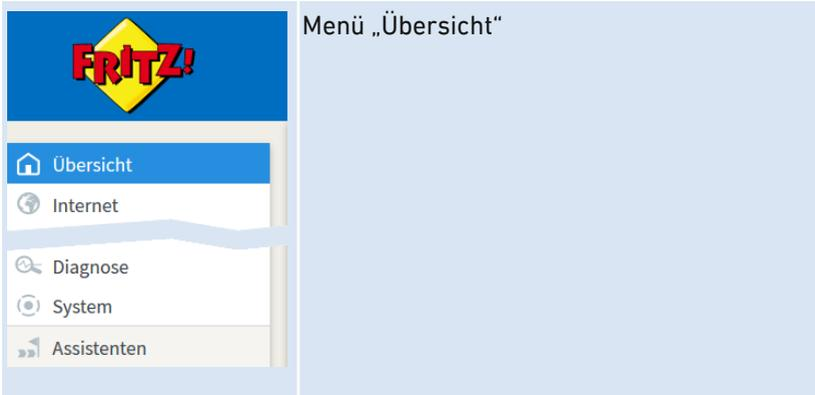 FRITZ!
Menü „Übersicht“
Übersicht
Internet
Diagnose
System
Assistenten